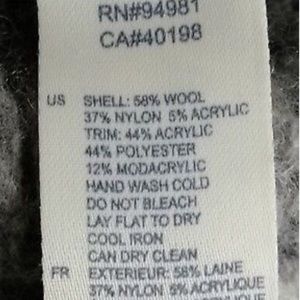 RN#94981
CA#40198
US SHELL: 58% WOOL
37% NYLON 5% ACRYLIC
TRIM: 44% ACRYLIC
44% POLYESTER
12% MODACRYLIC
HAND WASH COLD
DO NOT BLEACH
LAY FLAT TO DRY
COOL IRON
CAN DRY CLEAN
FR EXTERIEUR: 58% LAINE
37% NYLON 5% ACRYLIQUE